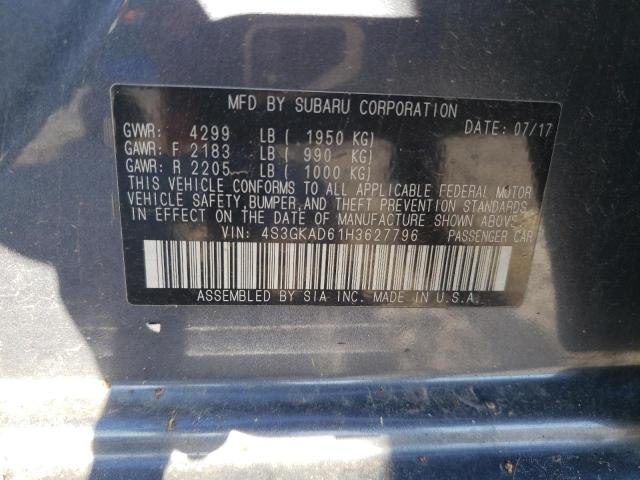 MFD BY SUBARU CORPORATION
DATE: 07/17
GVWR: 4299 LB ( 1950 KG)
GAWR: F 2183 LB ( 990 KG)
GAWR: R 2205 LB ( 1000 KG)
THIS VEHICLE CONFORMS TO ALL APPLICABLE FEDERAL MOTOR
VEHICLE SAFETY,BUMPER,AND THEFT PREVENTION STANDARDS
IN EFFECT ON THE DATE OF MANUFACTURE SHOWN ABOVE.
VIN: 4S3GKAD61H3627796 PASSENGER CAR
ASSEMBLED BY SIA INC. MADE IN U.S.A.